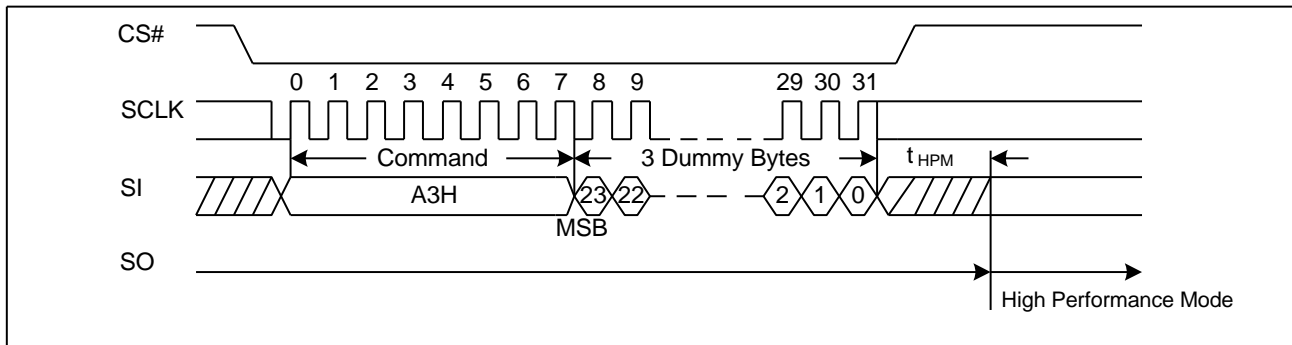 CS#
0 1 2 3 4 5 6 7 8 9 29 30 31
SCLK
Command 3 Dummy Bytes tHPM
SI A3H 23 22 2 1 0
MSB
SO
High Performance Mode